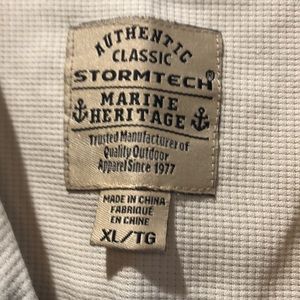 AUTHENTIC
CLASSIC
STORMTECH®
MARINE
HERITAGE
Trusted Manufacturer of
Quality Outdoor
Apparel Since 1977
MADE IN CHINA
FABRIQUÉ
EN CHINE
XL/TG